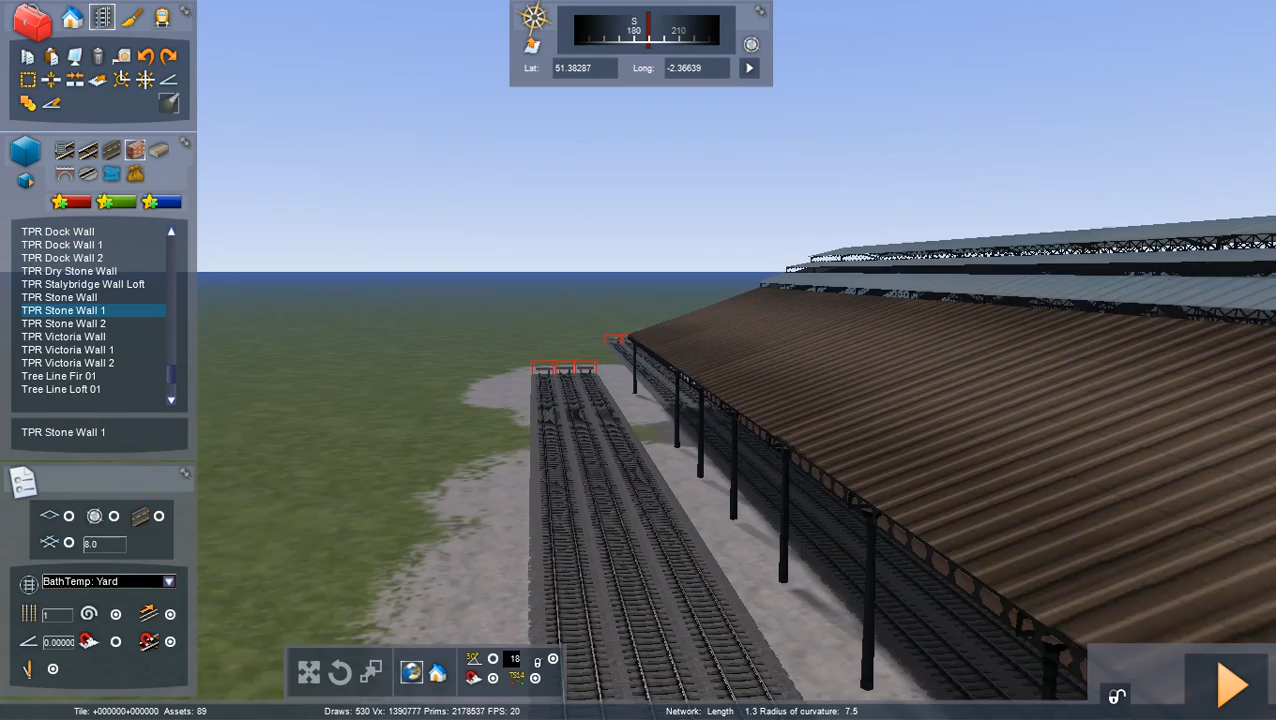 S
180
210
Lat:
51.38287
Long:
-2.36639
TPR Dock Wall
TPR Dock Wall 1
TPR Dock Wall 2
TPR Dry Stone Wall
TPR Stalybridge Wall Loft
TPR Stone Wall
TPR Stone Wall 1
TPR Stone Wall 2
TPR Victoria Wall
TPR Victoria Wall 1
TPR Victoria Wall 2
Tree Line Fir 01
Tree Line Loft 01
TPR Stone Wall 1
8.0
BathTemp: Yard
1
0.00000
30°
18
TS14
Tile: +000000+000000 Assets: 89
Draws: 530 Vx: 1390777 Prims: 2178537 FPS: 20
Network: Length 1.3 Radius of curvature: 7.5